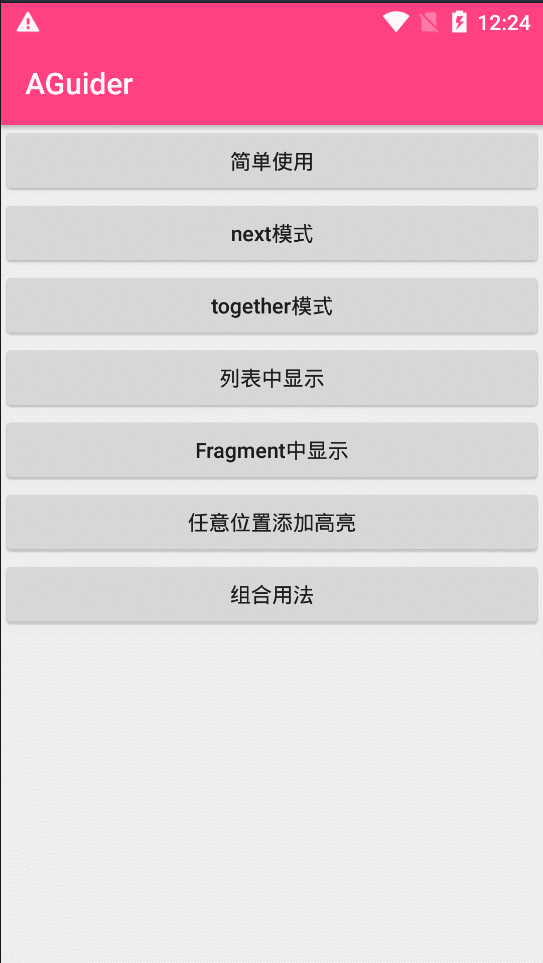 12:24
AGuider
简单使用
next模式
together模式
列表中显示
Fragment中显示
任意位置添加高亮
组合用法